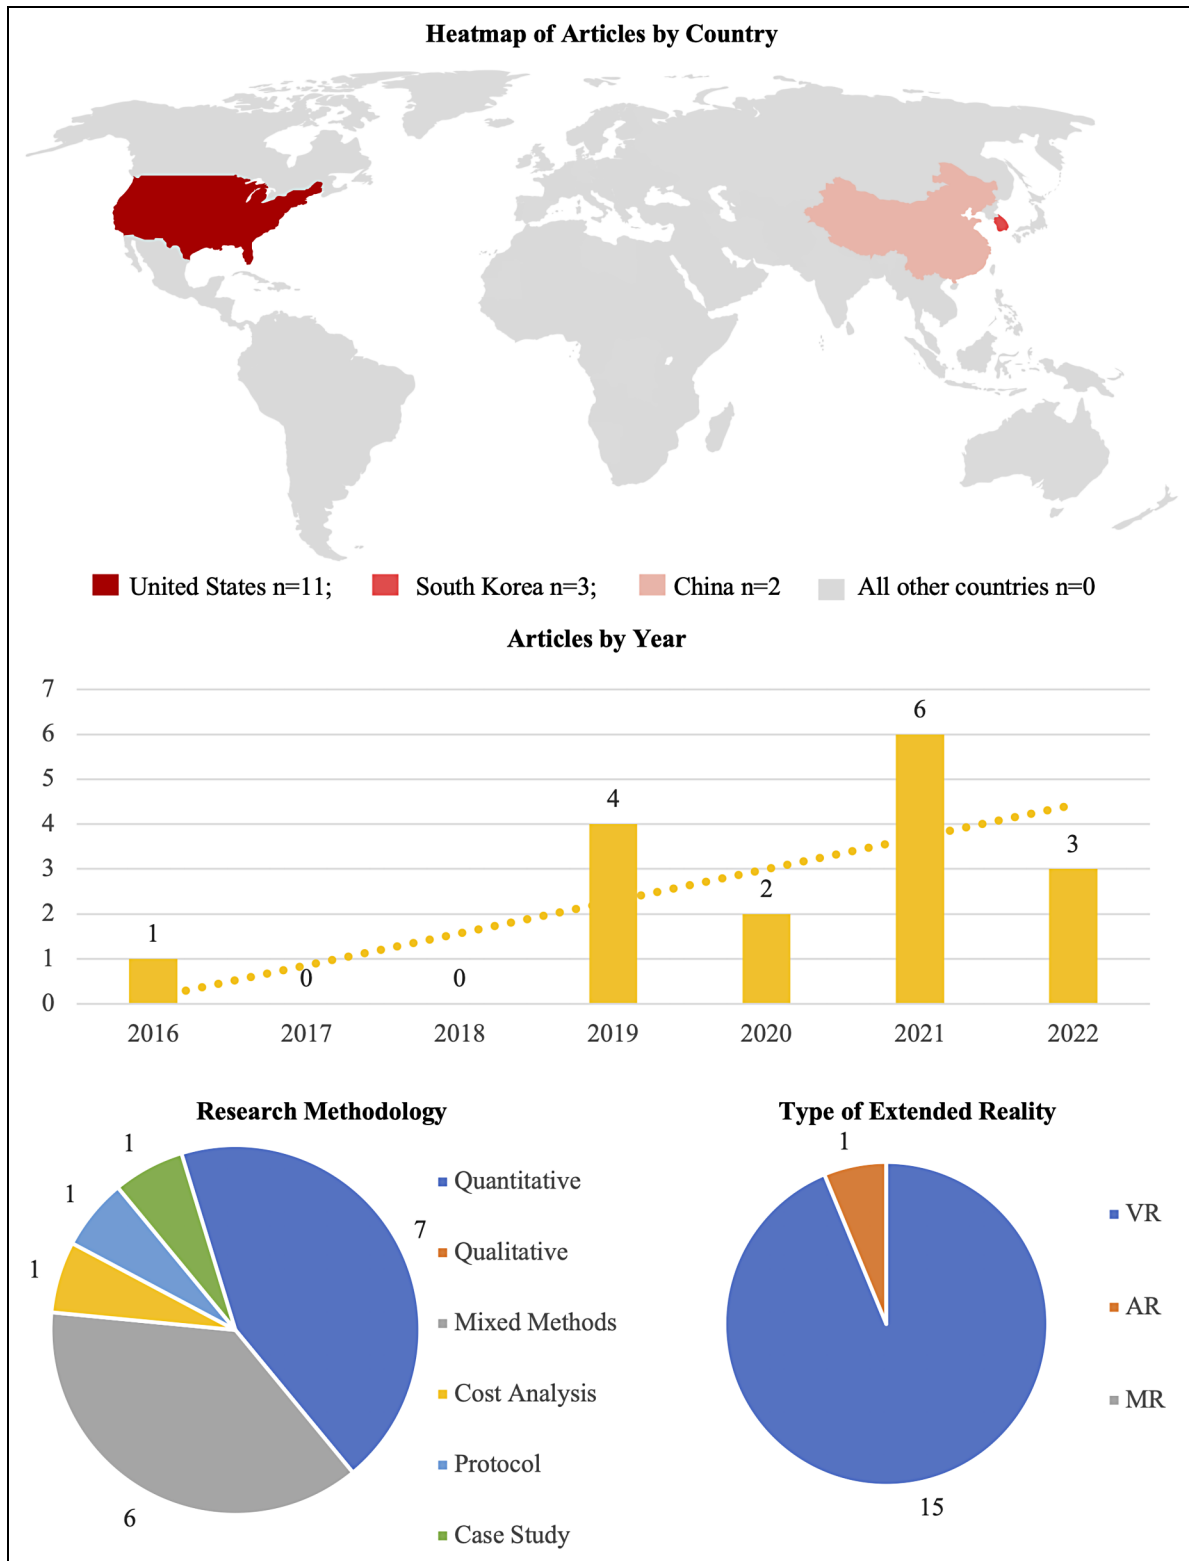 Heatmap of Articles by Country
United States n=11; South Korea n=3; China n=2 All other countries n=0
Articles by Year
7
6
5
4
3
2
1
0
1
0
0
4
2
6
3
2016 2017 2018 2019 2020 2021 2022
Research Methodology
1
1
1
6
7
Quantitative
Qualitative
Mixed Methods
Cost Analysis
Protocol
Case Study
Type of Extended Reality
1
15
VR
AR
MR